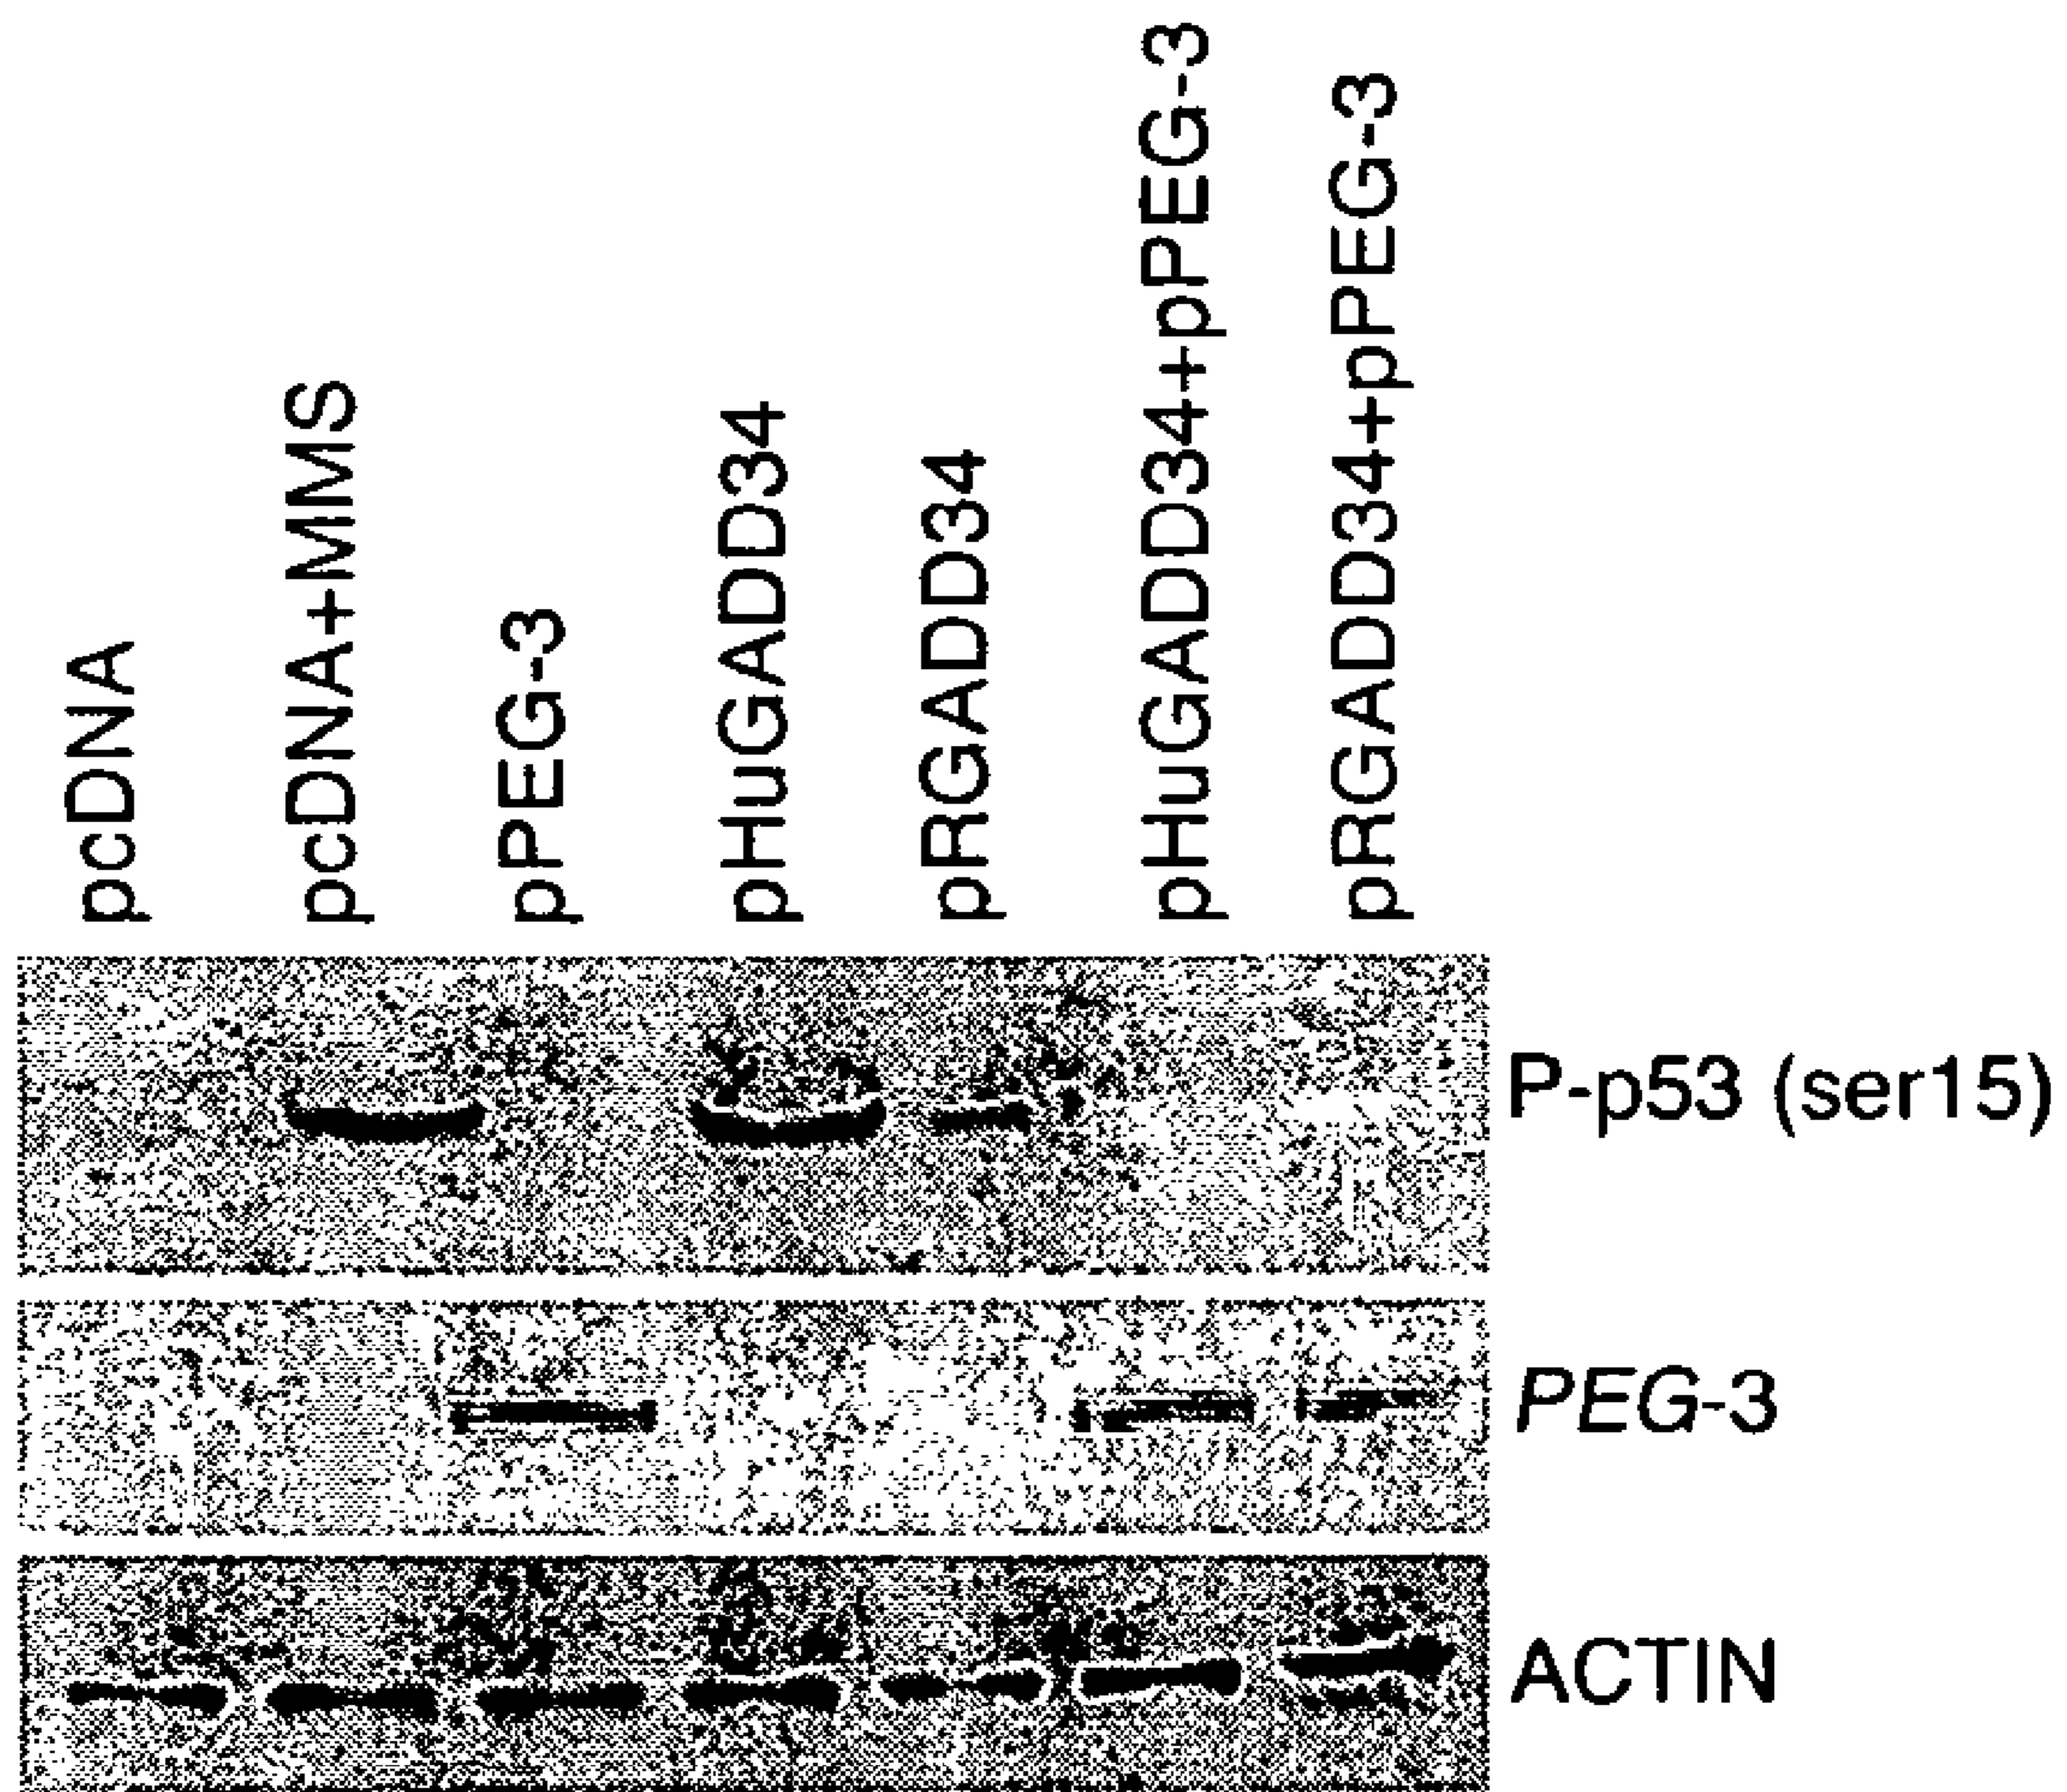 pcDNA
pcDNA+MMS
pPEG-3
pHuGADD34
pRGADD34
pHuGADD34+pPEG-3
pRGADD34+pPEG-3
P-p53 (ser15)
PEG-3
ACTIN